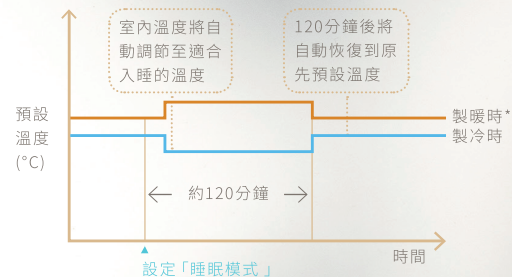 室內溫度將自
動調節至適合
入睡的溫度
120分鐘後將
自動恢復到原
先預設溫度
預設
溫度
(°C)
製暖時*
製冷時
約120分鐘
時間
設定「睡眠模式 」